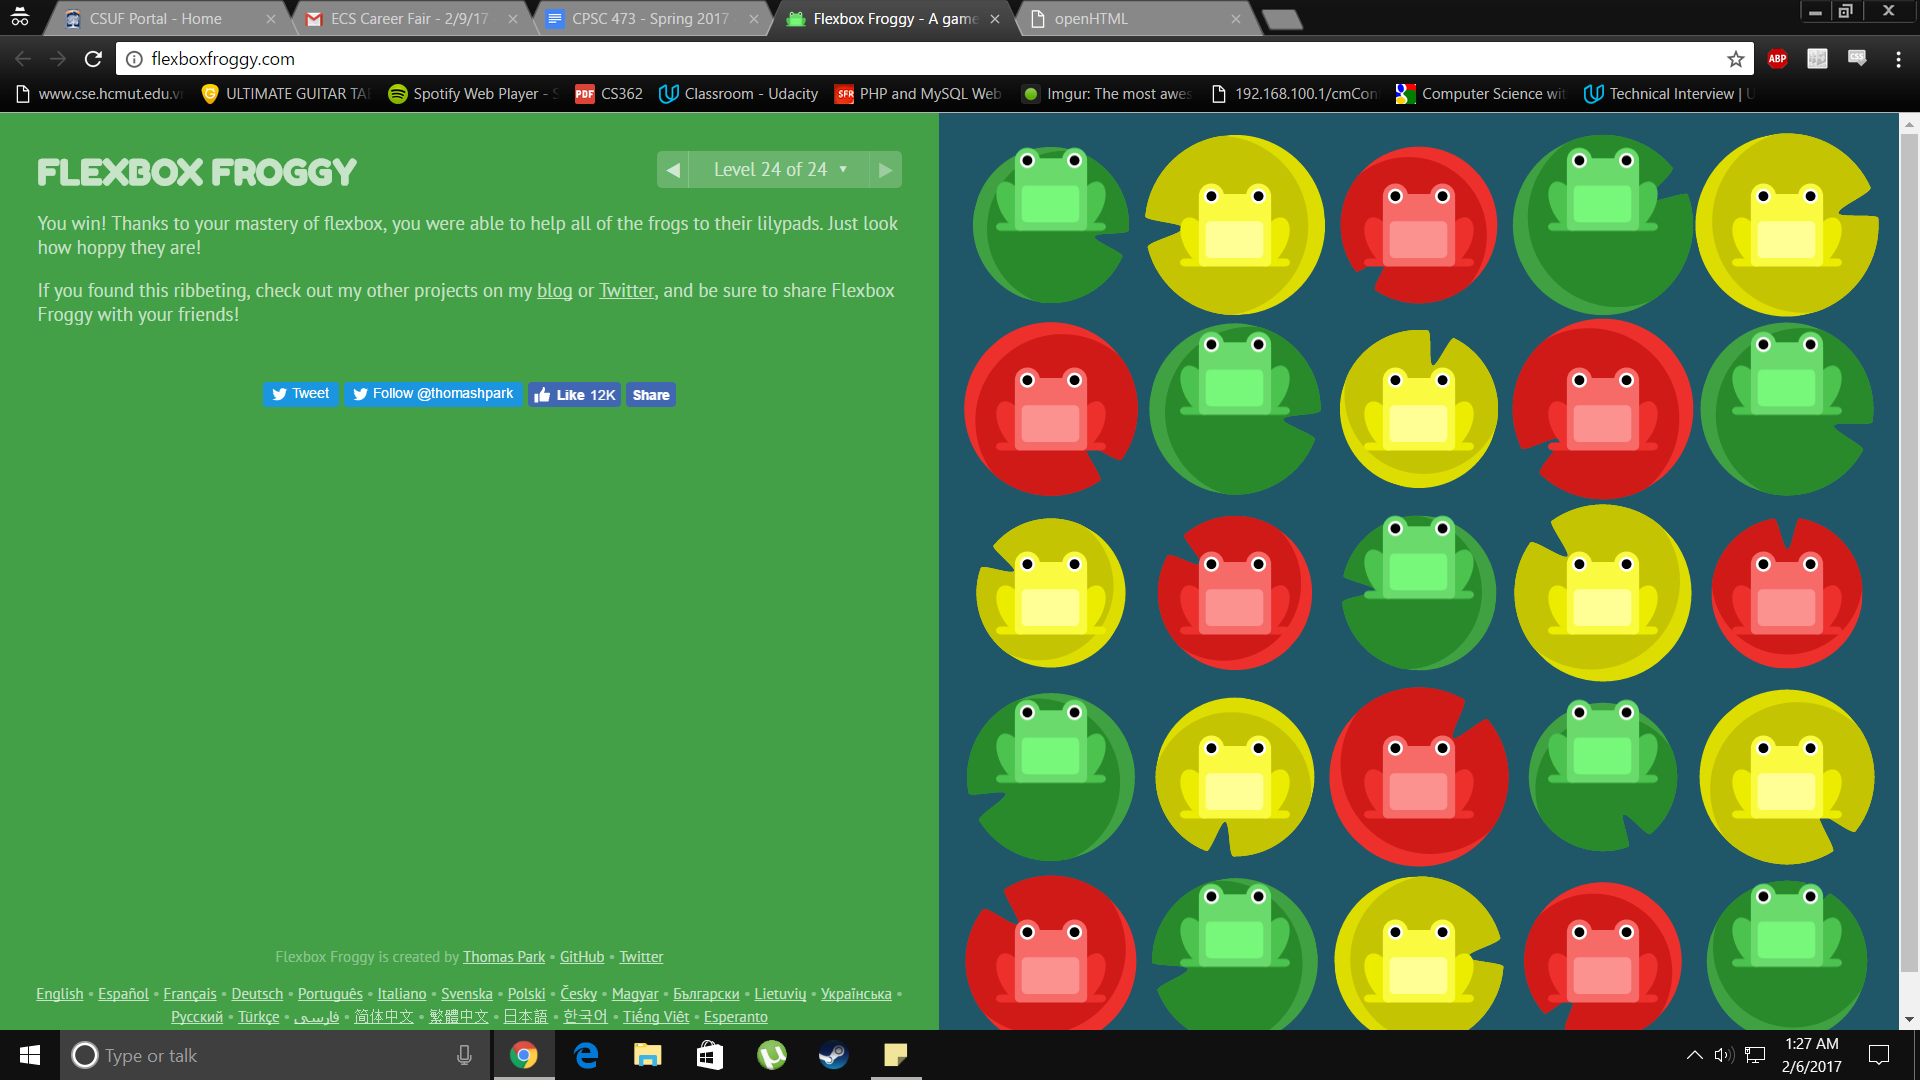 CSUF Portal - Home
ECS Career Fair - 2/9/17
CPSC 473 - Spring 2017
Flexbox Froggy - A game
openHTML
flexboxfroggy.com
ABP
CSS
www.cse.hcmut.edu.v
ULTIMATE GUITAR TA
Spotify Web Player - S
PDF CS362
Classroom - Udacity
SFR PHP and MySQL Web
Imgur: The most awes
192.168.100.1/cmCon
Computer Science wit
Technical Interview | U
FLEXBOX FROGGY
Level 24 of 24
You win! Thanks to your mastery of flexbox, you were able to help all of the frogs to their lilypads. Just look
how hoppy they are!
If you found this ribbeting, check out my other projects on my blog or Twitter, and be sure to share Flexbox
Froggy with your friends!
Tweet
Follow @thomashpark
Like 12K
Share
Flexbox Froggy is created by Thomas Park • GitHub • Twitter
English • Español • Français • Deutsch • Português • Italiano • Svenska • Polski • Česky • Magyar • Български • Lietuvių • Українська •
Русский • Türkçe • فارسی • 简体中文 • 繁體中文 • 日本語 • 한국어 • Tiếng Việt • Esperanto
Type or talk
1:27 AM
2/6/2017